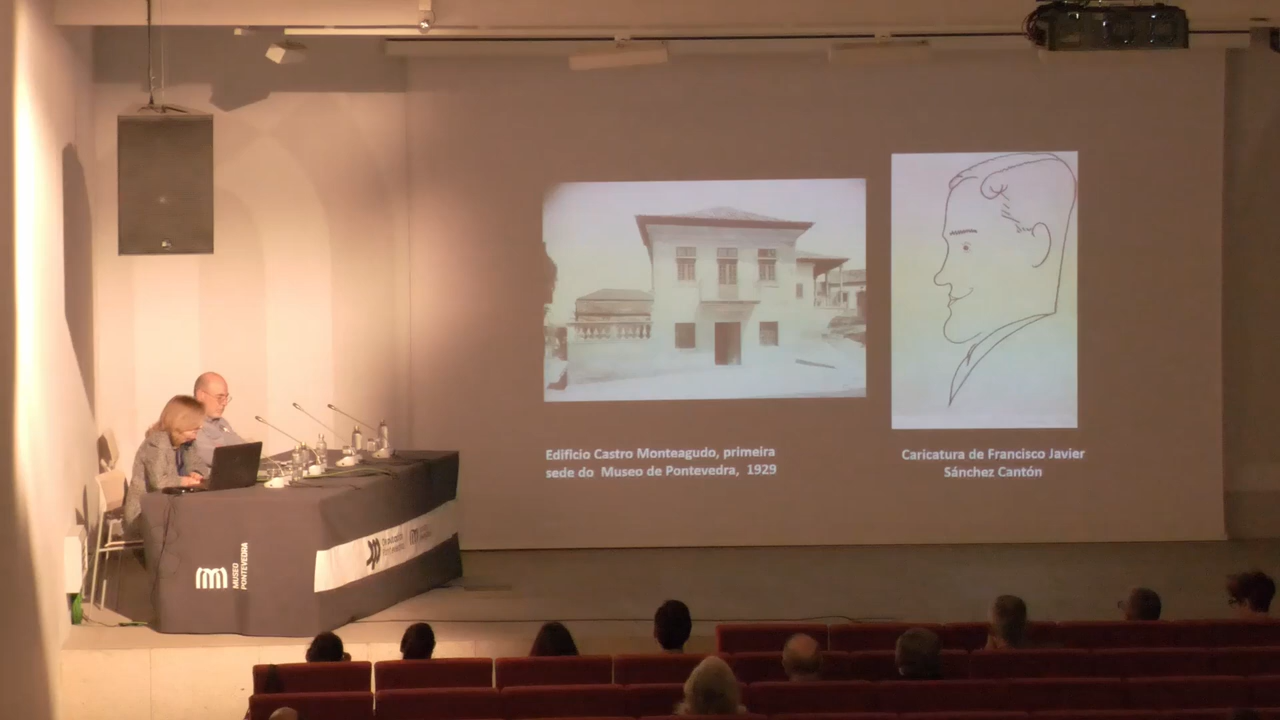 Edificio Castro Monteagudo, primeira
sede do Museo de Pontevedra, 1929
Caricatura de Francisco Javier
Sánchez Cantón
MUSEO
PONTEVEDRA